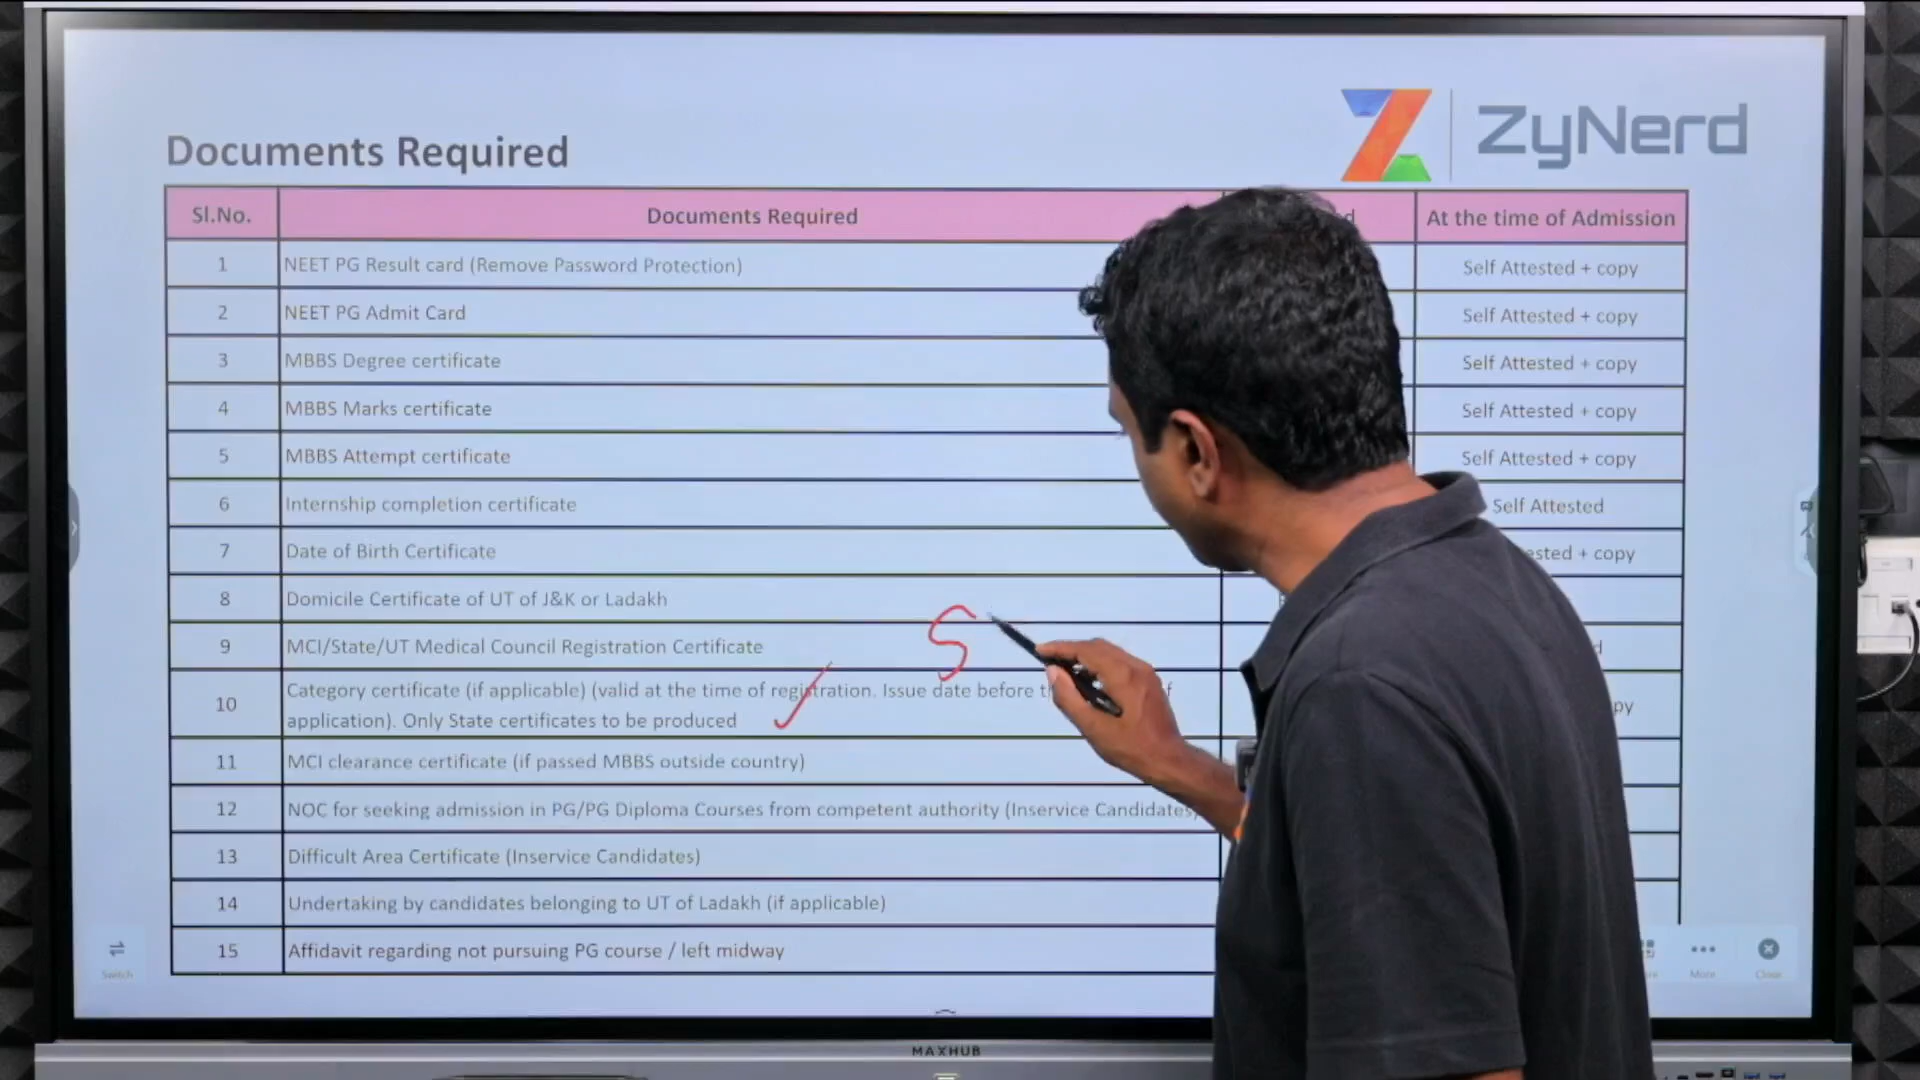 ZyNerd
Documents Required
Sl.No. Documents Required At the time of Admission
1 NEET PG Result card (Remove Password Protection) Self Attested + copy
2 NEET PG Admit Card Self Attested + copy
3 MBBS Degree certificate Self Attested + copy
4 MBBS Marks certificate Self Attested + copy
5 MBBS Attempt certificate Self Attested + copy
6 Internship completion certificate Self Attested
7 Date of Birth Certificate + copy
8 Domicile Certificate of UT of J&K or Ladakh
9 MCI/State/UT Medical Council Registration Certificate
S
10 Category certificate (if applicable) (valid at the time of registration. Issue date before
application). Only State certificates to be produced
11 MCI clearance certificate (if passed MBBS outside country)
12 NOC for seeking admission in PG/PG Diploma Courses from competent authority (Inservice Candidates)
13 Difficult Area Certificate (Inservice Candidates)
14 Undertaking by candidates belonging to UT of Ladakh (if applicable)
15 Affidavit regarding not pursuing PG course / left midway
Switch More Close
MAXHUB